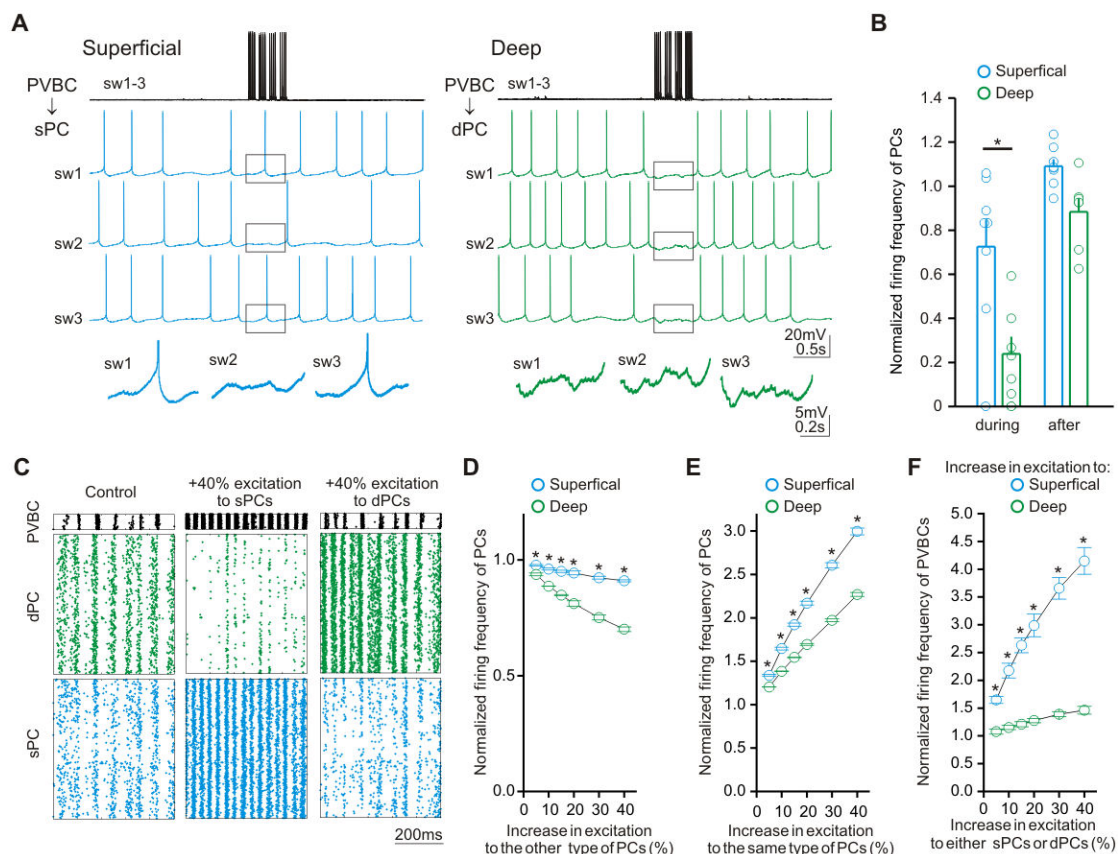 A
Superficial
PVBC
sw1-3
sPC
sw1
sw2
sw3
sw1
sw2
sw3
Deep
PVBC
sw1-3
dPC
sw1
sw2
sw3
20mV
0.5s
sw1
sw2
sw3
5mV
0.2s
B
Superfical
Deep
Normalized firing frequency of PCs
1.4
1.2
1.0
0.8
0.6
0.4
0.2
0
*
during
after
C
Control
+40% excitation
to sPCs
+40% excitation
to dPCs
PVBC
dPC
sPC
200ms
D
Superfical
Deep
Normalized firing frequency of PCs
1.0
0.5
0.0
* * * * * *
0 10 20 30 40
Increase in excitation
to the other type of PCs (%)
E
Superfical
Deep
Normalized firing frequency of PCs
3.0
2.5
2.0
1.5
1.0
0.5
0.0
* * * * * *
0 10 20 30 40
Increase in excitation
to the same type of PCs (%)
F
Increase in excitation to:
Superfical
Deep
Normalized firing frequency of PVBCs
5.0
4.5
4.0
3.5
3.0
2.5
2.0
1.5
1.0
0.5
0.0
* * * * * *
0 10 20 30 40
Increase in excitation
to either sPCs or dPCs (%)